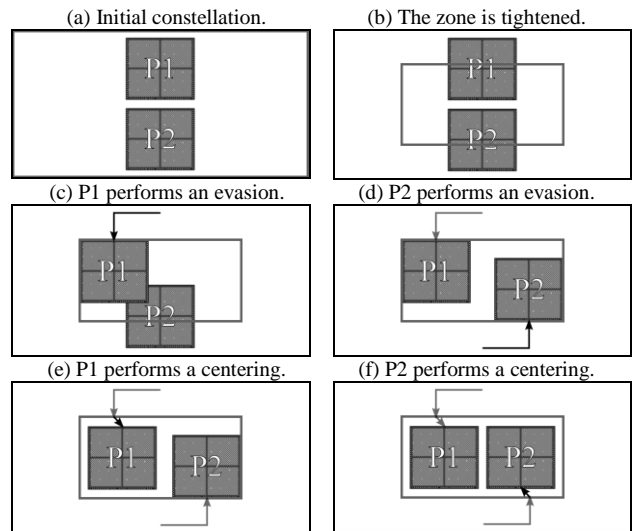 (a) Initial constellation.
(b) The zone is tightened.
P1
P1
P2
P2
(c) P1 performs an evasion.
(d) P2 performs an evasion.
P1
P1
P2
P2
(e) P1 performs a centering.
(f) P2 performs a centering.
P1
P2
P1
P2